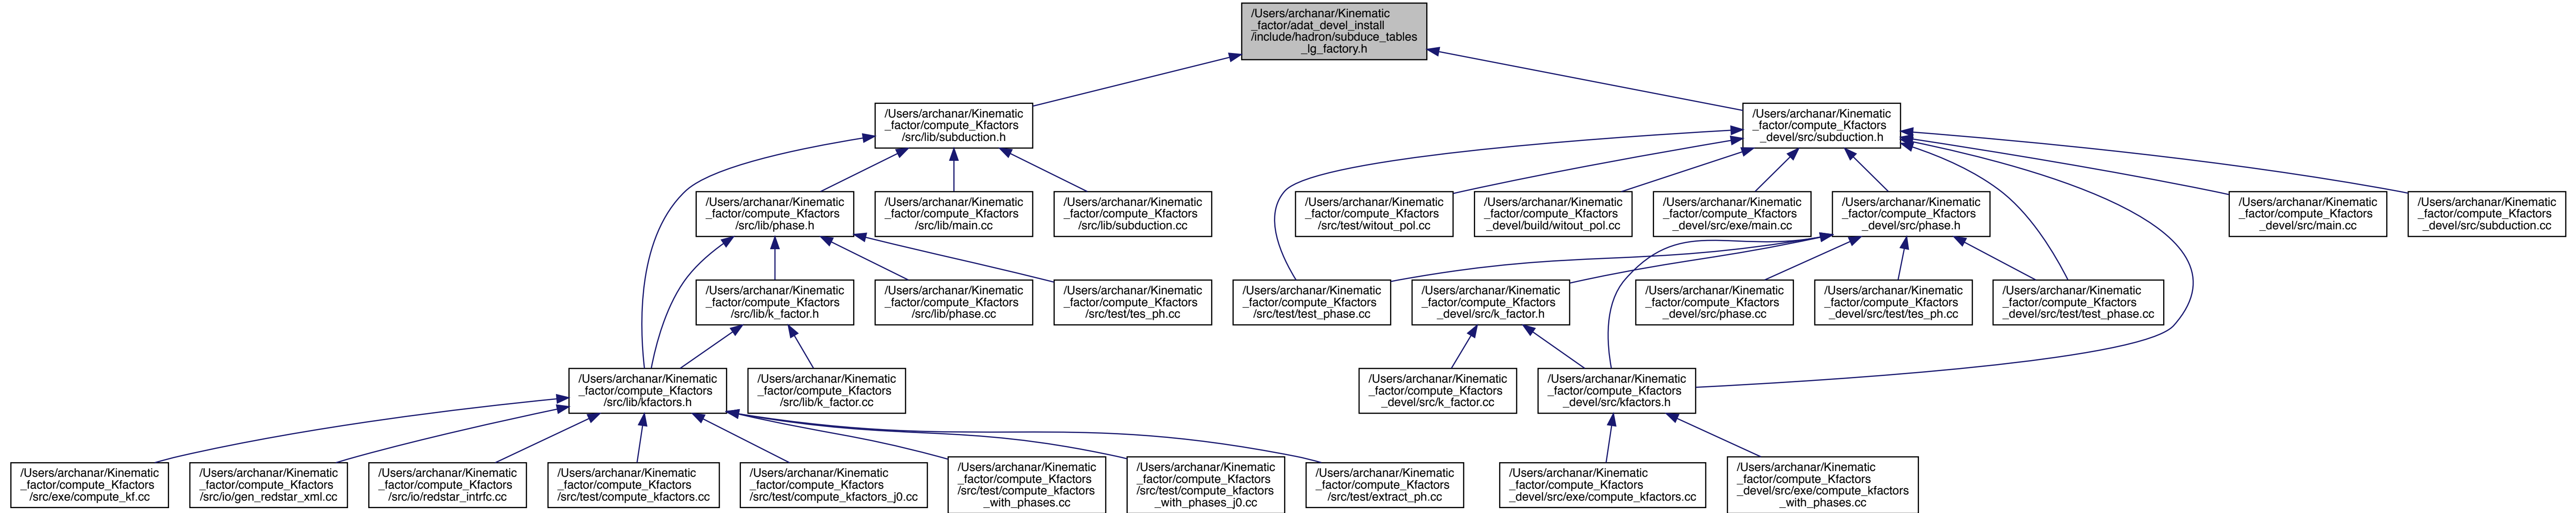 /Users/archanar/Kinematic
_factor/adat_devel_install
/include/hadron/subduce_tables
_lg_factory.h
/Users/archanar/Kinematic
_factor/compute_Kfactors
/src/lib/subduction.h
/Users/archanar/Kinematic
_factor/compute_Kfactors
_devel/src/subduction.h
/Users/archanar/Kinematic
_factor/compute_Kfactors
/src/lib/phase.h
/Users/archanar/Kinematic
_factor/compute_Kfactors
/src/lib/main.cc
/Users/archanar/Kinematic
_factor/compute_Kfactors
/src/lib/subduction.cc
/Users/archanar/Kinematic
_factor/compute_Kfactors
/src/test/witout_pol.cc
/Users/archanar/Kinematic
_factor/compute_Kfactors
_devel/build/witout_pol.cc
/Users/archanar/Kinematic
_factor/compute_Kfactors
_devel/src/exe/main.cc
/Users/archanar/Kinematic
_factor/compute_Kfactors
_devel/src/phase.h
/Users/archanar/Kinematic
_factor/compute_Kfactors
_devel/src/main.cc
/Users/archanar/Kinematic
_factor/compute_Kfactors
_devel/src/subduction.cc
/Users/archanar/Kinematic
_factor/compute_Kfactors
/src/lib/k_factor.h
/Users/archanar/Kinematic
_factor/compute_Kfactors
/src/lib/phase.cc
/Users/archanar/Kinematic
_factor/compute_Kfactors
/src/test/tes_ph.cc
/Users/archanar/Kinematic
_factor/compute_Kfactors
/src/test/test_phase.cc
/Users/archanar/Kinematic
_factor/compute_Kfactors
_devel/src/k_factor.h
/Users/archanar/Kinematic
_factor/compute_Kfactors
_devel/src/phase.cc
/Users/archanar/Kinematic
_factor/compute_Kfactors
_devel/src/test/tes_ph.cc
/Users/archanar/Kinematic
_factor/compute_Kfactors
_devel/src/test/test_phase.cc
/Users/archanar/Kinematic
_factor/compute_Kfactors
/src/lib/kfactors.h
/Users/archanar/Kinematic
_factor/compute_Kfactors
/src/lib/k_factor.cc
/Users/archanar/Kinematic
_factor/compute_Kfactors
_devel/src/k_factor.cc
/Users/archanar/Kinematic
_factor/compute_Kfactors
_devel/src/kfactors.h
/Users/archanar/Kinematic
_factor/compute_Kfactors
/src/exe/compute_kf.cc
/Users/archanar/Kinematic
_factor/compute_Kfactors
/src/io/gen_redstar_xml.cc
/Users/archanar/Kinematic
_factor/compute_Kfactors
/src/io/redstar_intrfc.cc
/Users/archanar/Kinematic
_factor/compute_Kfactors
/src/test/compute_kfactors.cc
/Users/archanar/Kinematic
_factor/compute_Kfactors
/src/test/compute_kfactors_j0.cc
/Users/archanar/Kinematic
_factor/compute_Kfactors
/src/test/compute_kfactors
_with_phases.cc
/Users/archanar/Kinematic
_factor/compute_Kfactors
/src/test/compute_kfactors
_with_phases_j0.cc
/Users/archanar/Kinematic
_factor/compute_Kfactors
/src/test/extract_ph.cc
/Users/archanar/Kinematic
_factor/compute_Kfactors
_devel/src/exe/compute_kfactors.cc
/Users/archanar/Kinematic
_factor/compute_Kfactors
_devel/src/exe/compute_kfactors
_with_phases.cc